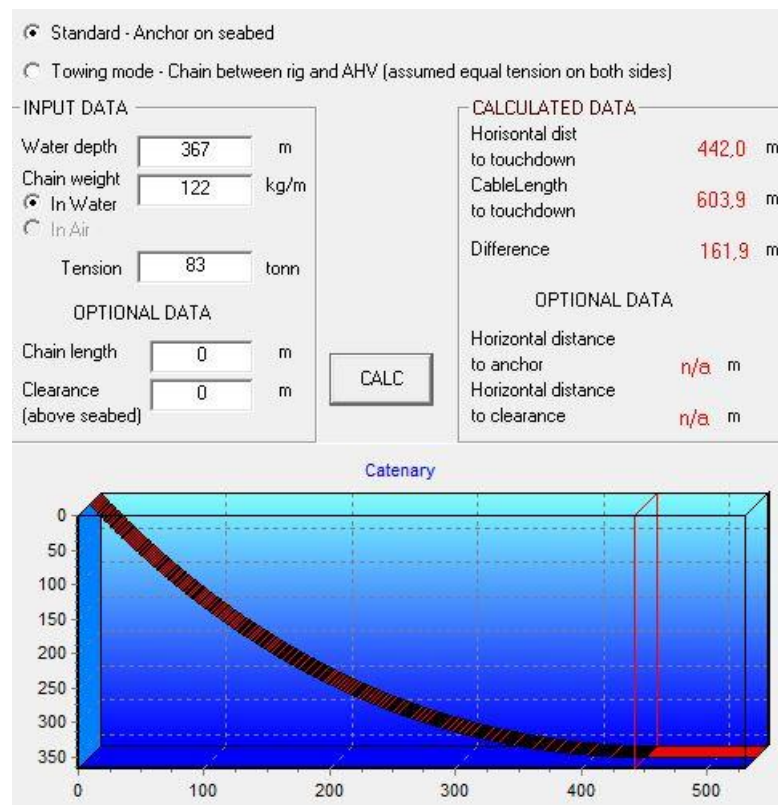 Standard - Anchor on seabed
Towing mode - Chain between rig and AHV (assumed equal tension on both sides)
INPUT DATA
Water depth 367 m
Chain weight 122 kg/m
In Water
In Air
Tension 83 tonn
OPTIONAL DATA
Chain length 0 m
Clearance 0 m
(above seabed)
CALC
CALCULATED DATA
Horisontal dist
to touchdown 442,0 m
CableLength
to touchdown 603,9 m
Difference 161,9 m
OPTIONAL DATA
Horizontal distance
to anchor n/a m
Horizontal distance
to clearance n/a m
Catenary
0
50
100
150
200
250
300
350
0 100 200 300 400 500